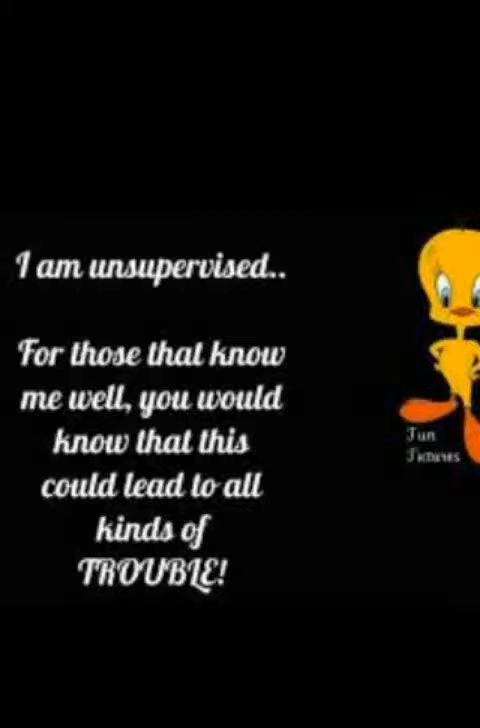 I am unsupervised..
For those that know
me well, you would
know that this
could lead to all
kinds of
TROUBLE!
Fun
Pictures